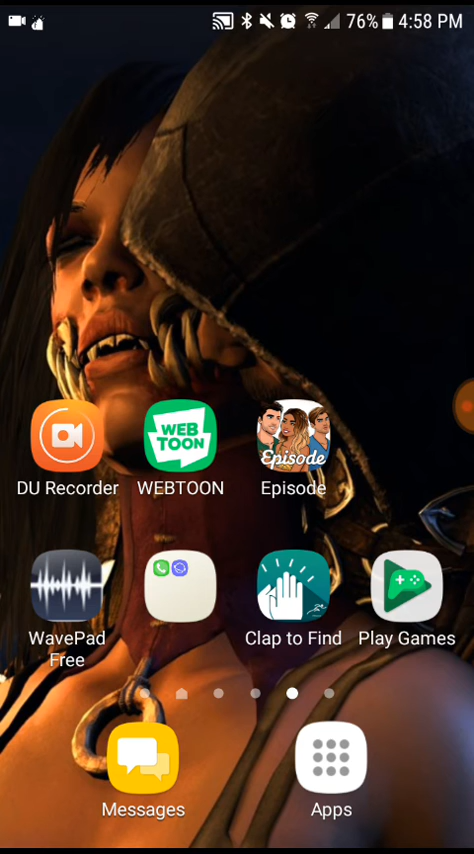 76% 4:58 PM
WEB
TOON
Episode
DU Recorder WEBTOON Episode
WavePad Free Clap to Find Play Games
Messages Apps